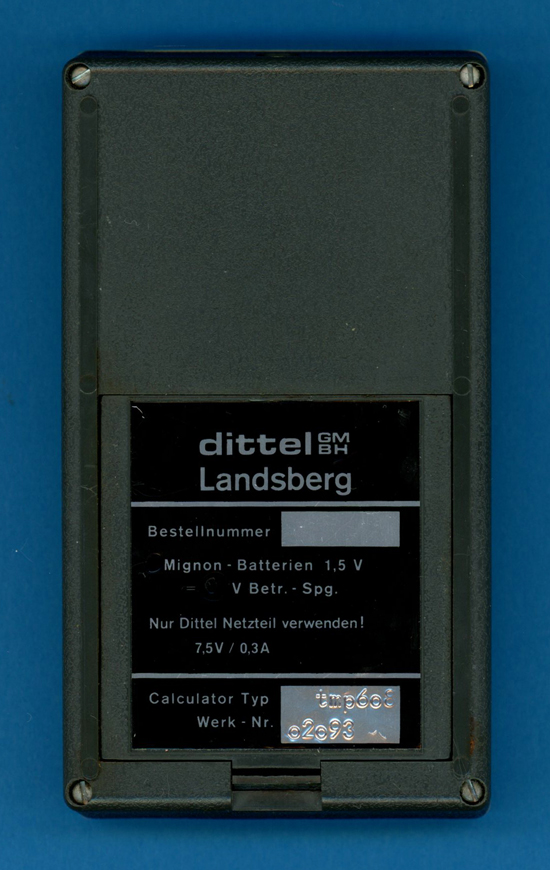 dittel GMBH
Landsberg
Bestellnummer
Mignon - Batterien 1,5 V
= V Betr. - Spg.
Nur Dittel Netzteil verwenden!
7,5V / 0,3A
Calculator Typ
Werk - Nr. o2o93